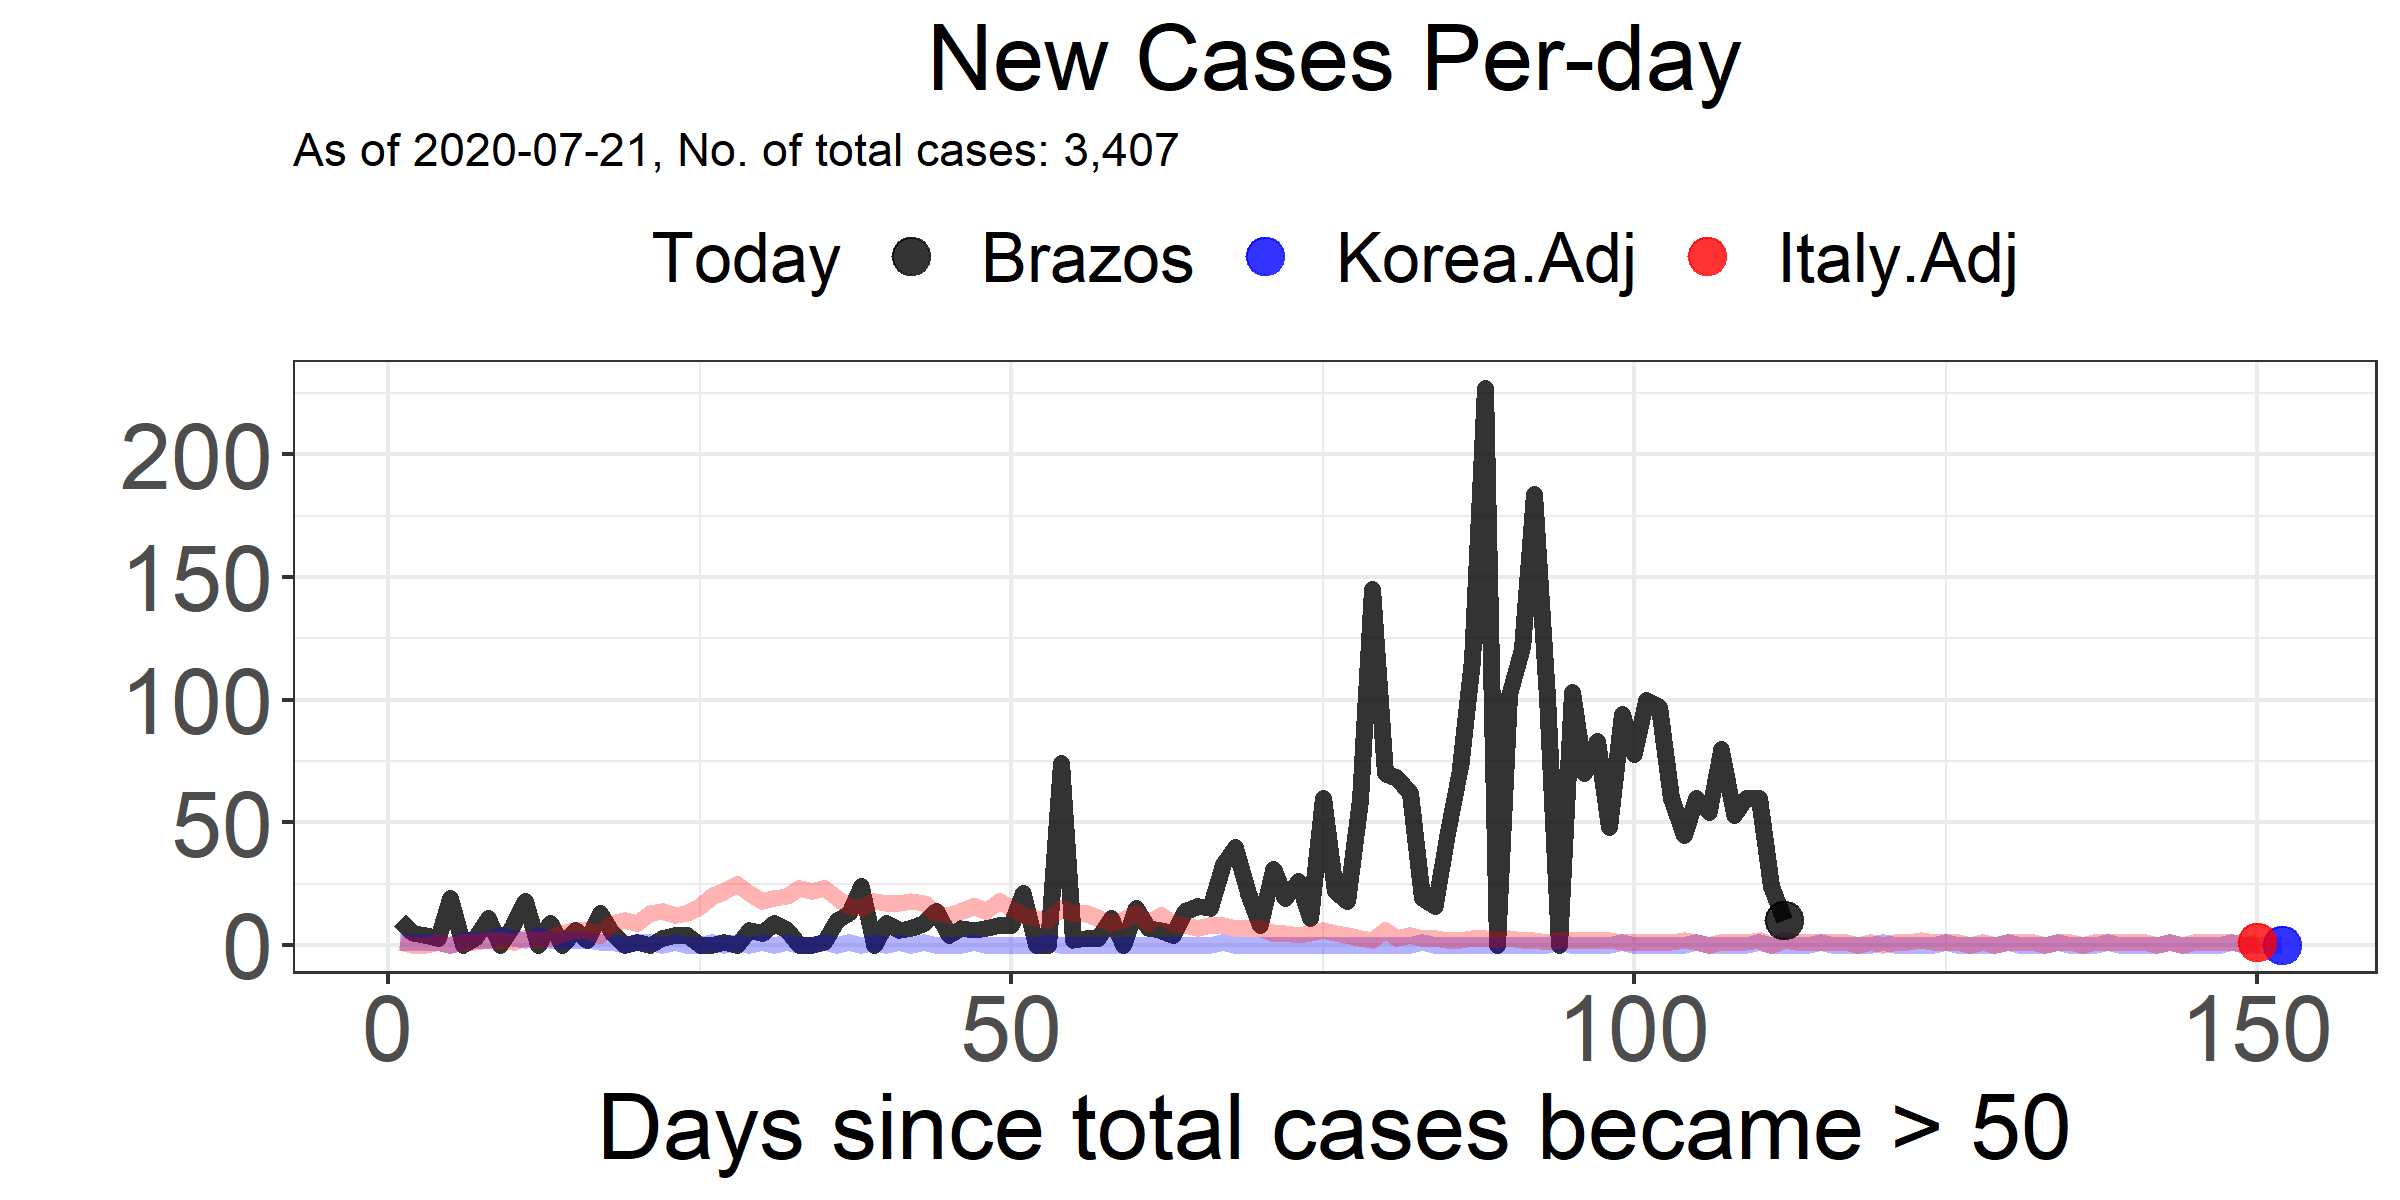 New Cases Per-day
As of 2020-07-21, No. of total cases: 3,407
Today Brazos Korea.Adj Italy.Adj
200
150
100
50
0
0 50 100 150
Days since total cases became > 50